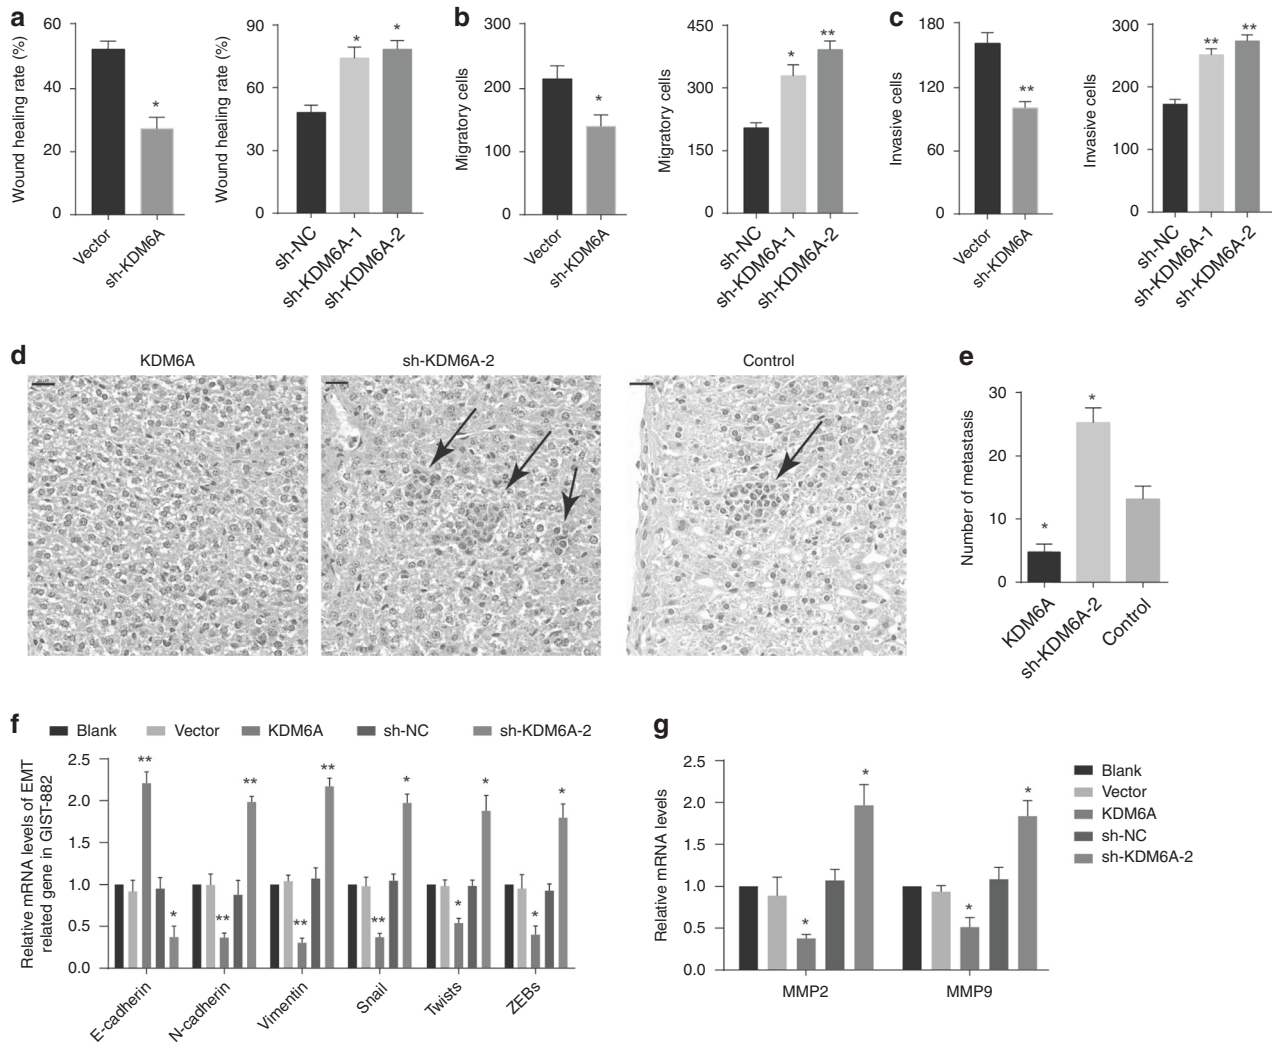 a
Wound healing rate (%)
60
40
20
0
*
Vector
sh-KDM6A
Wound healing rate (%)
90
60
30
0
*
*
sh-NC
sh-KDM6A-1
sh-KDM6A-2
b
Migratory cells
300
200
100
0
*
Vector
sh-KDM6A
Migratory cells
450
300
150
0
*
**
sh-NC
sh-KDM6A-1
sh-KDM6A-2
c
Invasive cells
180
120
60
0
**
Vector
sh-KDM6A
Invasive cells
300
200
100
0
**
**
sh-NC
sh-KDM6A-1
sh-KDM6A-2
d
KDM6A
sh-KDM6A-2
Control
e
Number of metastasis
30
20
10
0
*
*
KDM6A
sh-KDM6A-2
Control
f
Blank
Vector
KDM6A
sh-NC
sh-KDM6A-2
Relative mRNA levels of EMT
related gene in GIST-882
2.5
2.0
1.5
1.0
0.5
0.0
**
*
**
**
**
**
**
*
*
*
*
*
E-cadherin
N-cadherin
Vimentin
Snail
Twists
ZEBs
g
Relative mRNA levels
2.5
2.0
1.5
1.0
0.5
0.0
*
*
*
*
MMP2
MMP9
Blank
Vector
KDM6A
sh-NC
sh-KDM6A-2